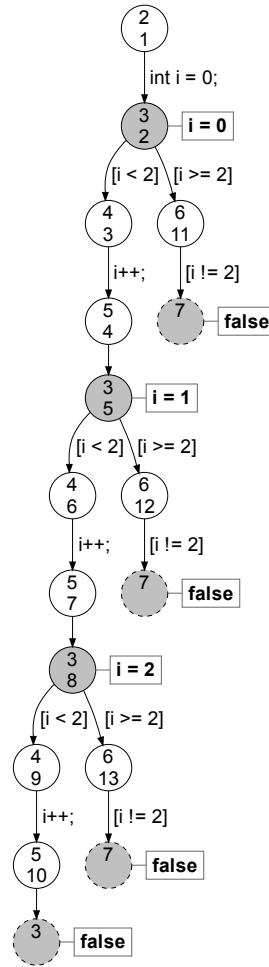 2
1
int i = 0;
3
2
i = 0
[i < 2]
[i >= 2]
4
3
6
11
i++;
[i != 2]
5
4
7
false
3
5
i = 1
[i < 2]
[i >= 2]
4
6
6
12
i++;
[i != 2]
5
7
7
false
3
8
i = 2
[i < 2]
[i >= 2]
4
9
6
13
i++;
[i != 2]
5
10
7
false
3
false